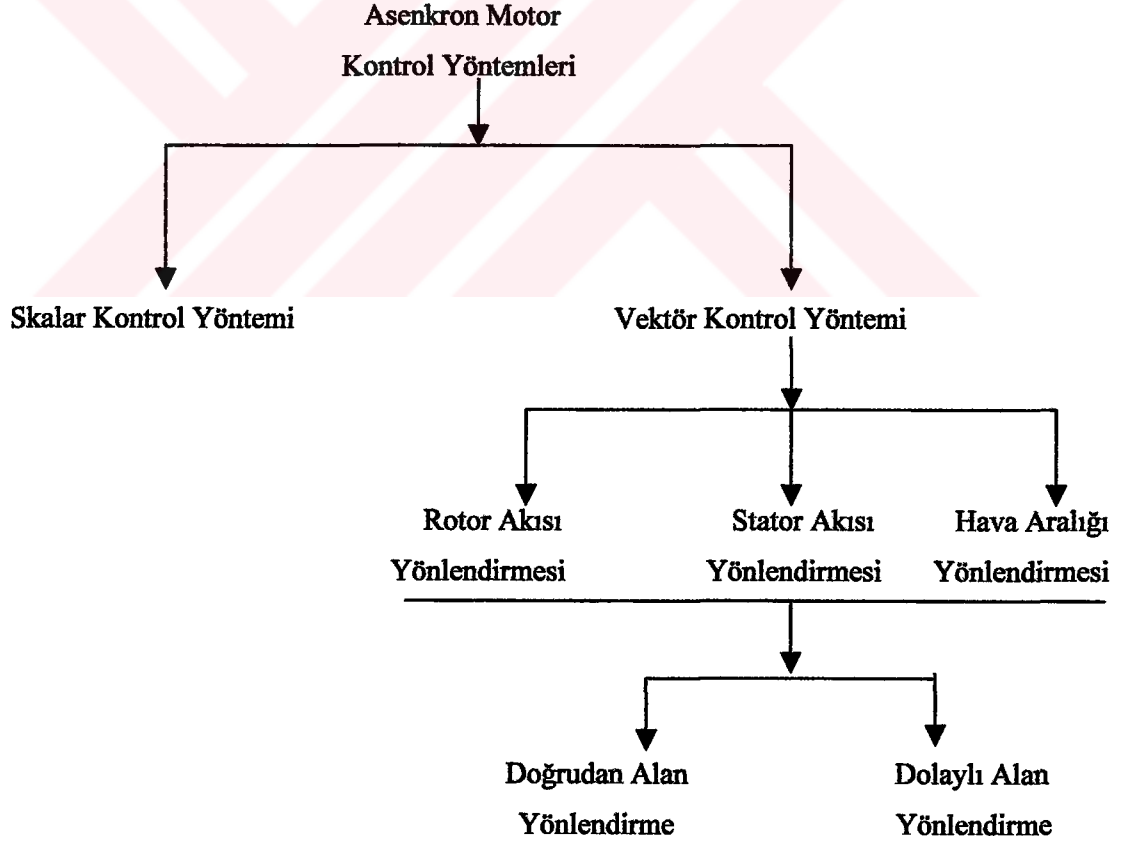 Asenkron Motor
Kontrol Yöntemleri
Skalar Kontrol Yöntemi
Vektör Kontrol Yöntemi
Rotor Akısı
Yönlendirmesi
Stator Akısı
Yönlendirmesi
Hava Aralığı
Yönlendirmesi
Doğrudan Alan
Yönlendirme
Dolaylı Alan
Yönlendirme